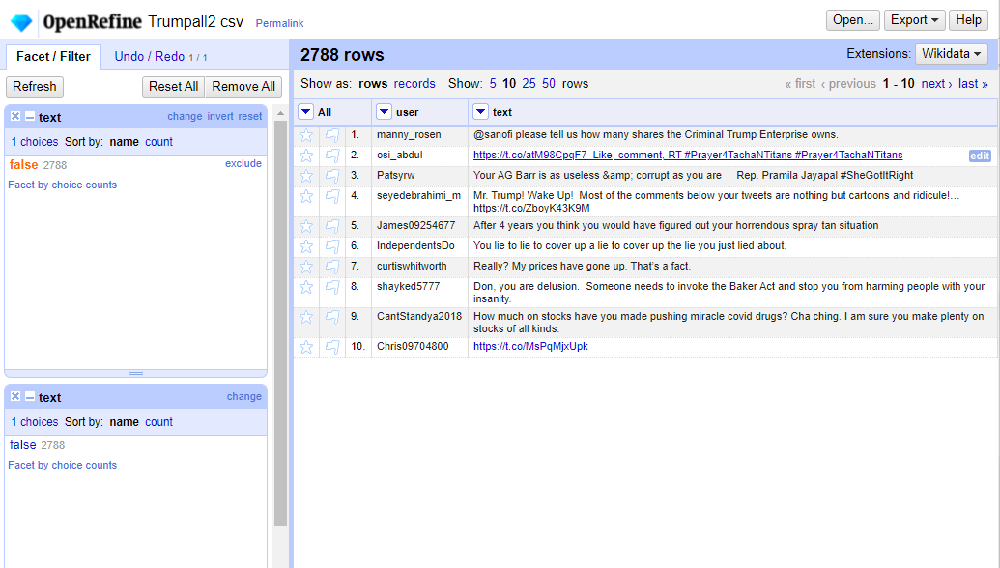 OpenRefine Trumpall2 csv Permalink Open... Export Help
Facet / Filter Undo / Redo 1 / 1
2788 rows Extensions: Wikidata
Refresh Reset All Remove All
Show as: rows records Show: 5 10 25 50 rows « first ‹ previous 1 - 10 next › last »
text change invert reset
1 choices Sort by: name count
false 2788 exclude
Facet by choice counts
text change
1 choices Sort by: name count
false 2788
Facet by choice counts
All user text
1. manny_rosen @sanofi please tell us how many shares the Criminal Trump Enterprise owns.
2. osi_abdul https://t.co/atM98CpqF7 Like, comment, RT #Prayer4TachaNTitans #Prayer4TachaNTitans edit
3. Patsyrw Your AG Barr is as useless &amp; corrupt as you are Rep. Pramila Jayapal #SheGotItRight
4. seyedebrahimi_m Mr. Trump! Wake Up! Most of the comments below your tweets are nothing but cartoons and ridicule!…
https://t.co/ZboyK43K9M
5. James09254677 After 4 years you think you would have figured out your horrendous spray tan situation
6. IndependentsDo You lie to lie to cover up a lie to cover up the lie you just lied about.
7. curtiswhitworth Really? My prices have gone up. That's a fact.
8. shayked5777 Don, you are delusion. Someone needs to invoke the Baker Act and stop you from harming people with your
insanity.
9. CantStandya2018 How much on stocks have you made pushing miracle covid drugs? Cha ching. I am sure you make plenty on
stocks of all kinds.
10. Chris09704800 https://t.co/MsPqMjxUpk